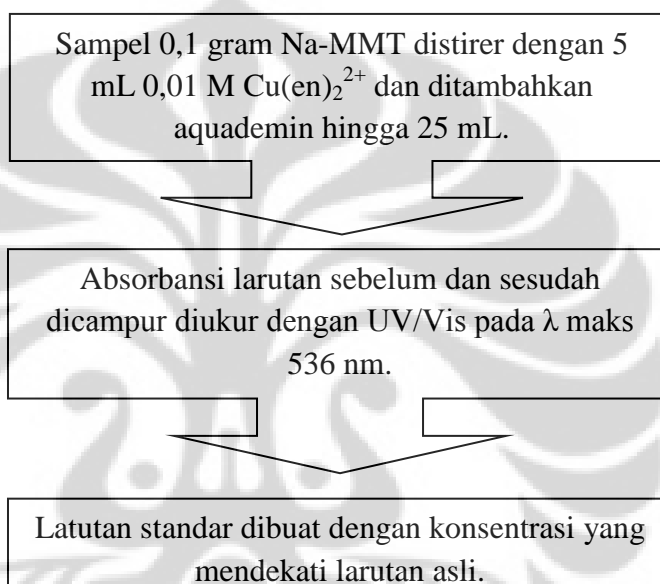 Sampel 0,1 gram Na-MMT distirer dengan 5
mL 0,01 M Cu(en)₂²⁺ dan ditambahkan
aquademin hingga 25 mL.
Absorbansi larutan sebelum dan sesudah
dicampur diukur dengan UV/Vis pada λ maks
536 nm.
Latutan standar dibuat dengan konsentrasi yang
mendekati larutan asli.